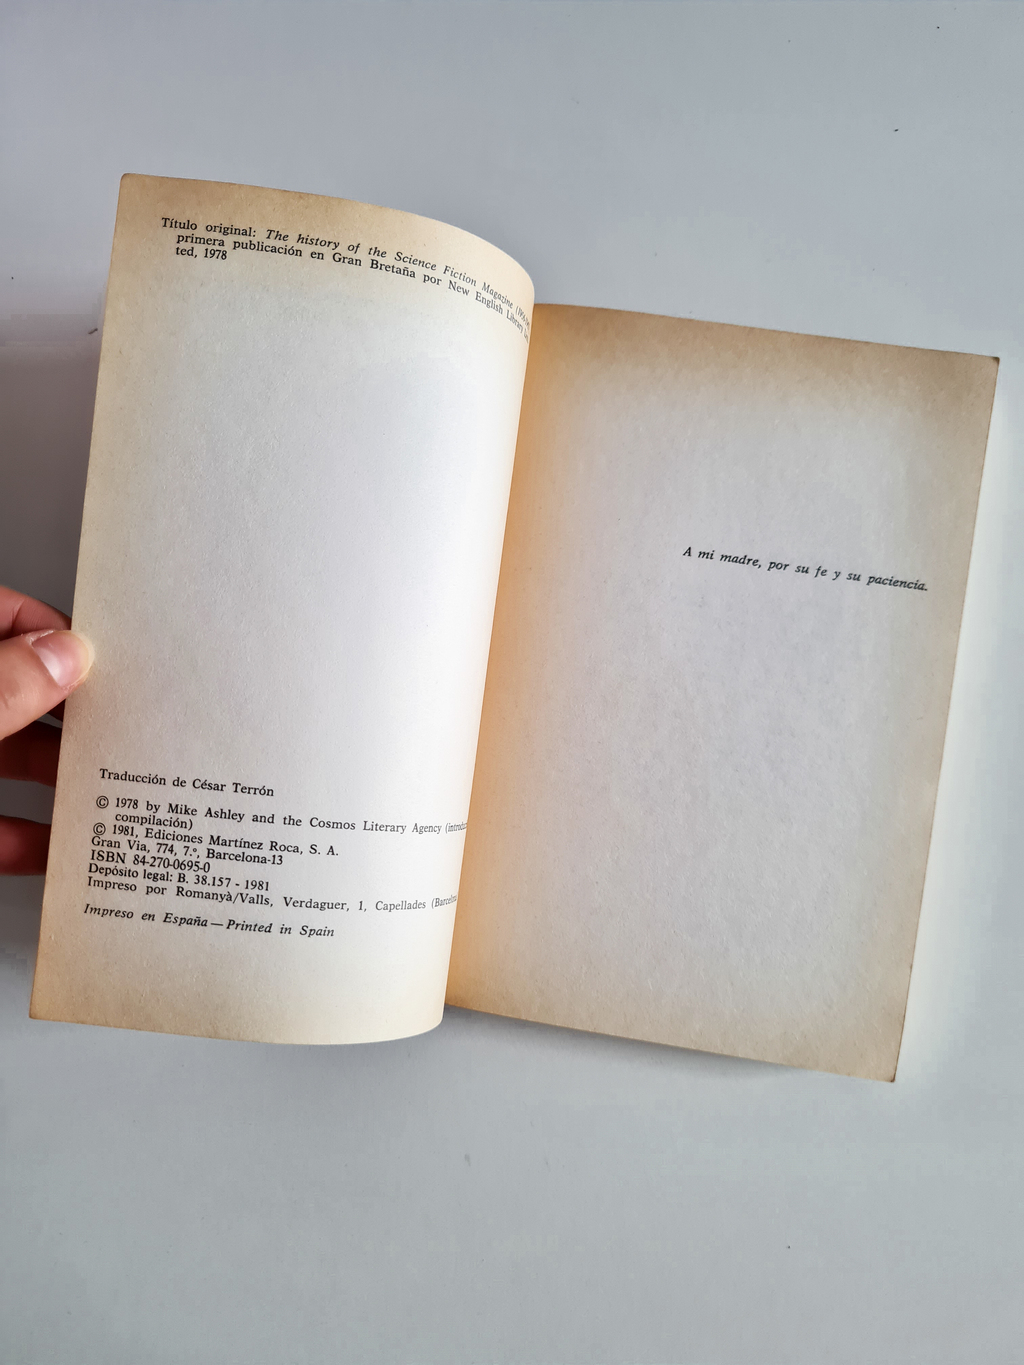 Título original: The history of the Science Fiction Magazine
primera publicación en Gran Bretaña por New English Library
ted, 1978
Traducción de César Terrón
© 1978 by Mike Ashley and the Cosmos Literary Agency
compilación)
© 1981, Ediciones Martínez Roca, S. A.
Gran Via, 774, 7.º, Barcelona-13
ISBN 84-270-0695-0
Depósito legal: B. 38.157 - 1981
Impreso por Romanyà/Valls, Verdaguer, 1, Capellades
Impreso en España — Printed in Spain
A mi madre, por su fe y su paciencia.